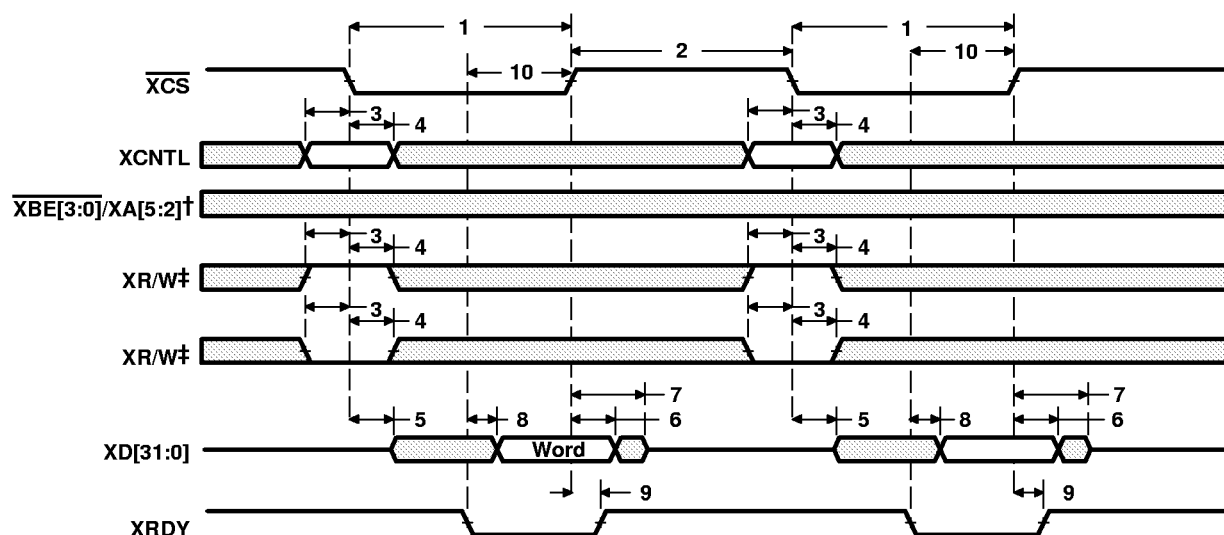 1 1
2
10 10
XCS
3 3
4 4
XCNTL
XBE[3:0]/XA[5:2]†
3 3
4 4
XR/W‡
3 3
4 4
XR/W‡
7 7
5 8 6 5 8 6
XD[31:0] Word
9 9
XRDY